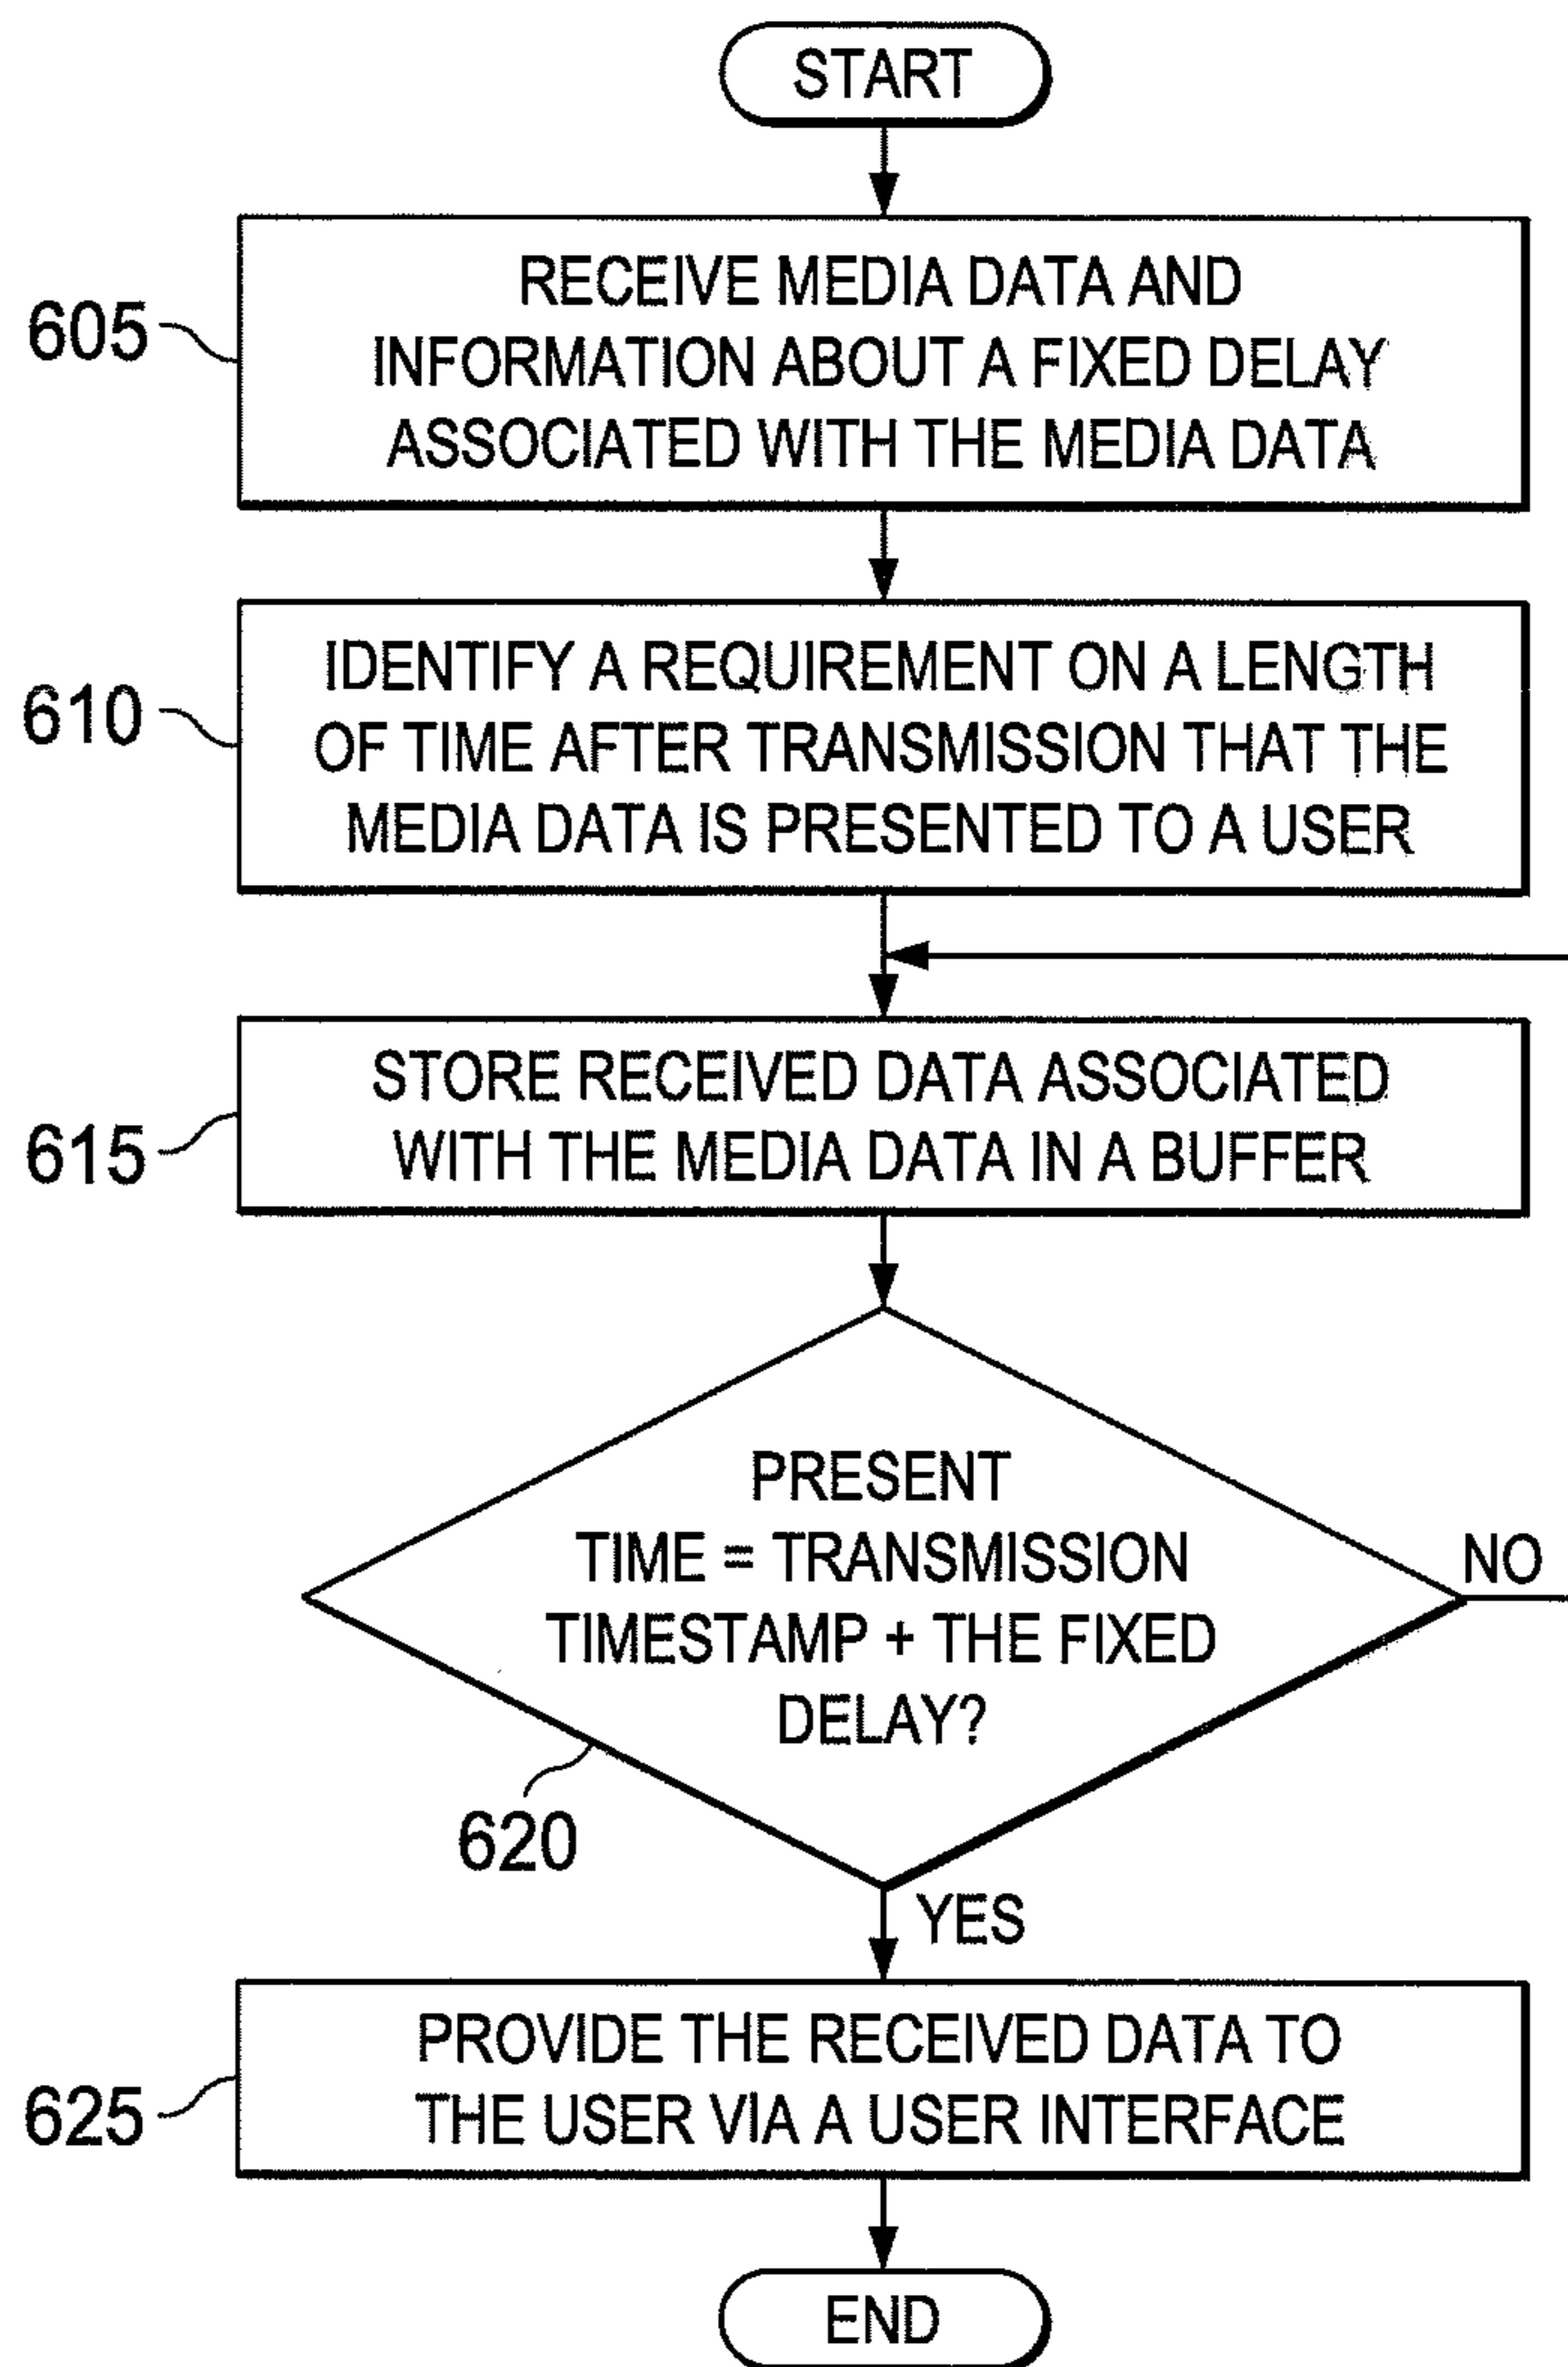 START
605
RECEIVE MEDIA DATA AND
INFORMATION ABOUT A FIXED DELAY
ASSOCIATED WITH THE MEDIA DATA
610
IDENTIFY A REQUIREMENT ON A LENGTH
OF TIME AFTER TRANSMISSION THAT THE
MEDIA DATA IS PRESENTED TO A USER
615
STORE RECEIVED DATA ASSOCIATED
WITH THE MEDIA DATA IN A BUFFER
PRESENT
TIME = TRANSMISSION
TIMESTAMP + THE FIXED
DELAY?
NO
620
YES
625
PROVIDE THE RECEIVED DATA TO
THE USER VIA A USER INTERFACE
END